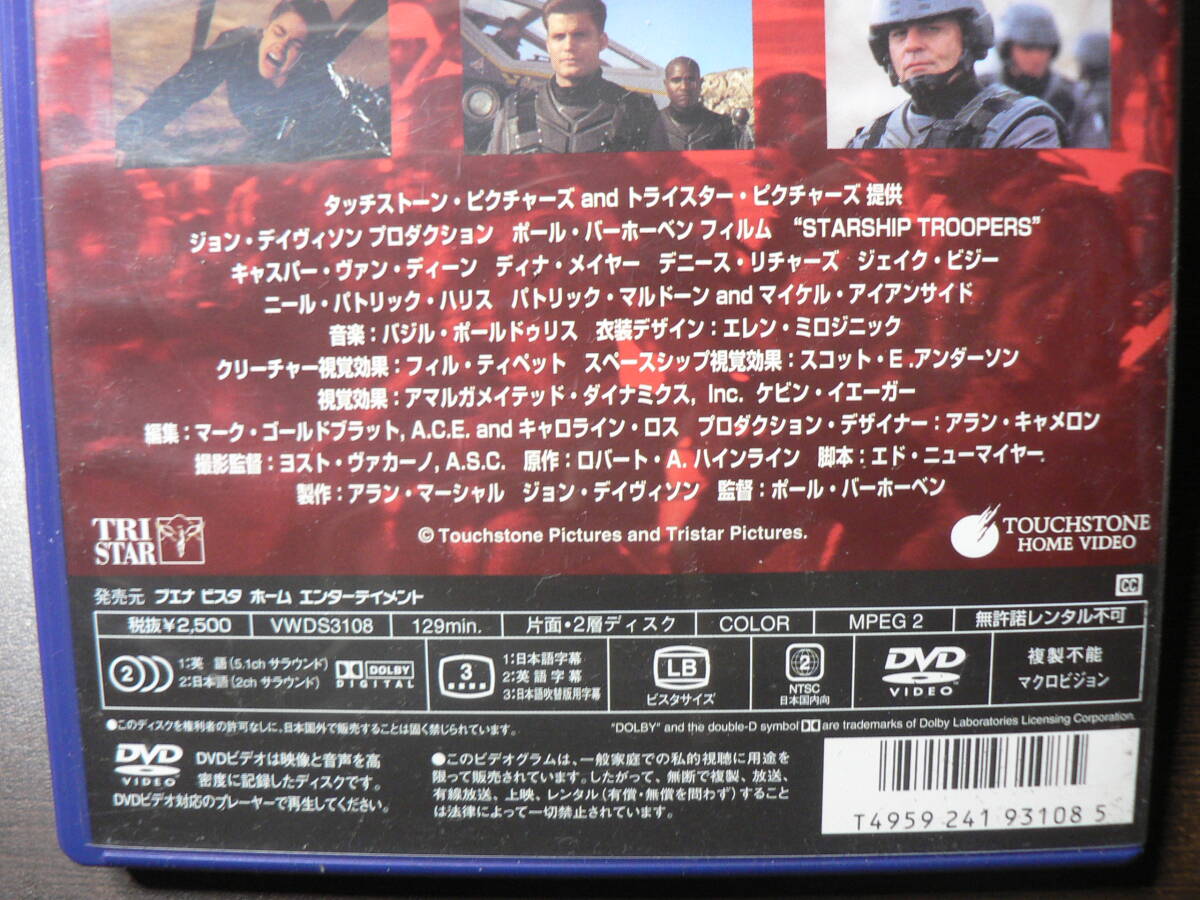 タッチストーン・ピクチャーズ and トライスター・ピクチャーズ 提供
ジョン・デイヴィソン プロダクション ポール・バーホーベン フィルム “STARSHIP TROOPERS”
キャスパー・ヴァン・ディーン ディナ・メイヤー デニース・リチャーズ ジェイク・ビジー
ニール・パトリック・ハリス パトリック・マルドーン and マイケル・アイアンサイド
音楽：バジル・ポールドゥリス 衣装デザイン：エレン・ミロジニック
クリーチャー視覚効果：フィル・ティペット スペースシップ視覚効果：スコット・E．アンダーソン
視覚効果：アマルガメイテッド・ダイナミクス, Inc. ケビン・イエーガー
編集：マーク・ゴールドブラット, A.C.E. and キャロライン・ロス プロダクション・デザイナー：アラン・キャメロン
撮影監督：ヨスト・ヴァカーノ, A.S.C. 原作：ロバート・A. ハインライン 脚本：エド・ニューマイヤー
製作：アラン・マーシャル ジョン・デイヴィソン 監督：ポール・バーホーベン
TRI STAR
© Touchstone Pictures and Tristar Pictures.
TOUCHSTONE
HOME VIDEO
発売元 ブエナ ビスタ ホーム エンターテイメント
CC
税抜¥2,500 VWDS3108 129min. 片面・2層ディスク COLOR MPEG 2 無許諾レンタル不可
2
1：英 語 (5.1ch サラウンド)
2：日本語 (2ch サラウンド)
DOLBY
DIGITAL
3
1：日本語字幕
2：英 語 字 幕
3：日本語吹替版用字幕
LB
ビスタサイズ
2
NTSC
日本国内向
DVD
VIDEO
複製不能
マクロビジョン
●このディスクを権利者の許可なしに、日本国外で販売することは固く禁じられています。
"DOLBY" and the double-D symbol are trademarks of Dolby Laboratories Licensing Corporation.
DVD
VIDEO
DVDビデオは映像と音声を高
密度に記録したディスクです。
DVDビデオ対応のプレーヤーで再生してください。
●このビデオグラムは、一般家庭での私的視聴に用途を
限って販売されています。したがって、無断で複製、放送、
有線放送、上映、レンタル（有償・無償を問わず）すること
は法律によって一切禁止されています。
T4959 241 93108 5